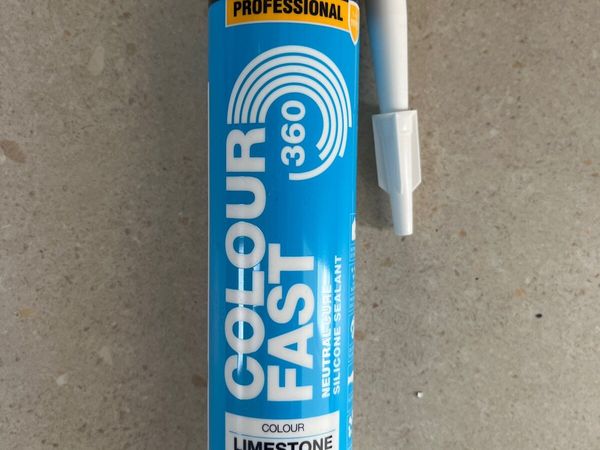 PROFESSIONAL
COLOUR
FAST
360
NEUTRAL CURE
SILICONE SEALANT
COLOUR
LIMESTONE